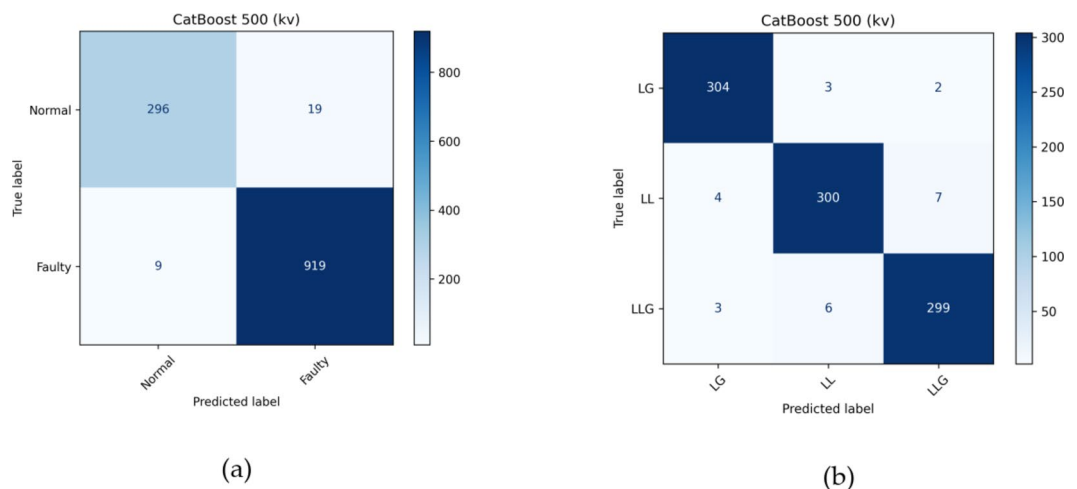 CatBoost 500 (kv)
Normal
296
19
Faulty
9
919
True label
Normal
Faulty
Predicted label
800
600
400
200
(a)
CatBoost 500 (kv)
LG
304
3
2
LL
4
300
7
LLG
3
6
299
True label
LG
LL
LLG
Predicted label
300
250
200
150
100
50
(b)